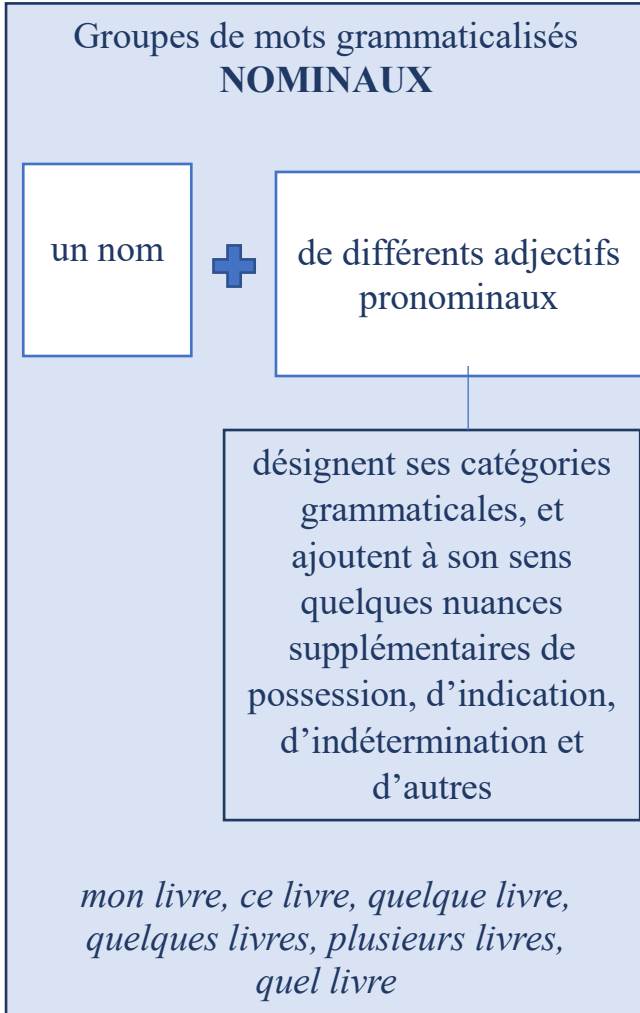 Groupes de mots grammaticalisés
NOMINAUX
un nom
de différents adjectifs
pronominaux
désignent ses catégories
grammaticales, et
ajoutent à son sens
quelques nuances
supplémentaires de
possession, d’indication,
d’indétermination et
d’autres
mon livre, ce livre, quelque livre,
quelques livres, plusieurs livres,
quel livre